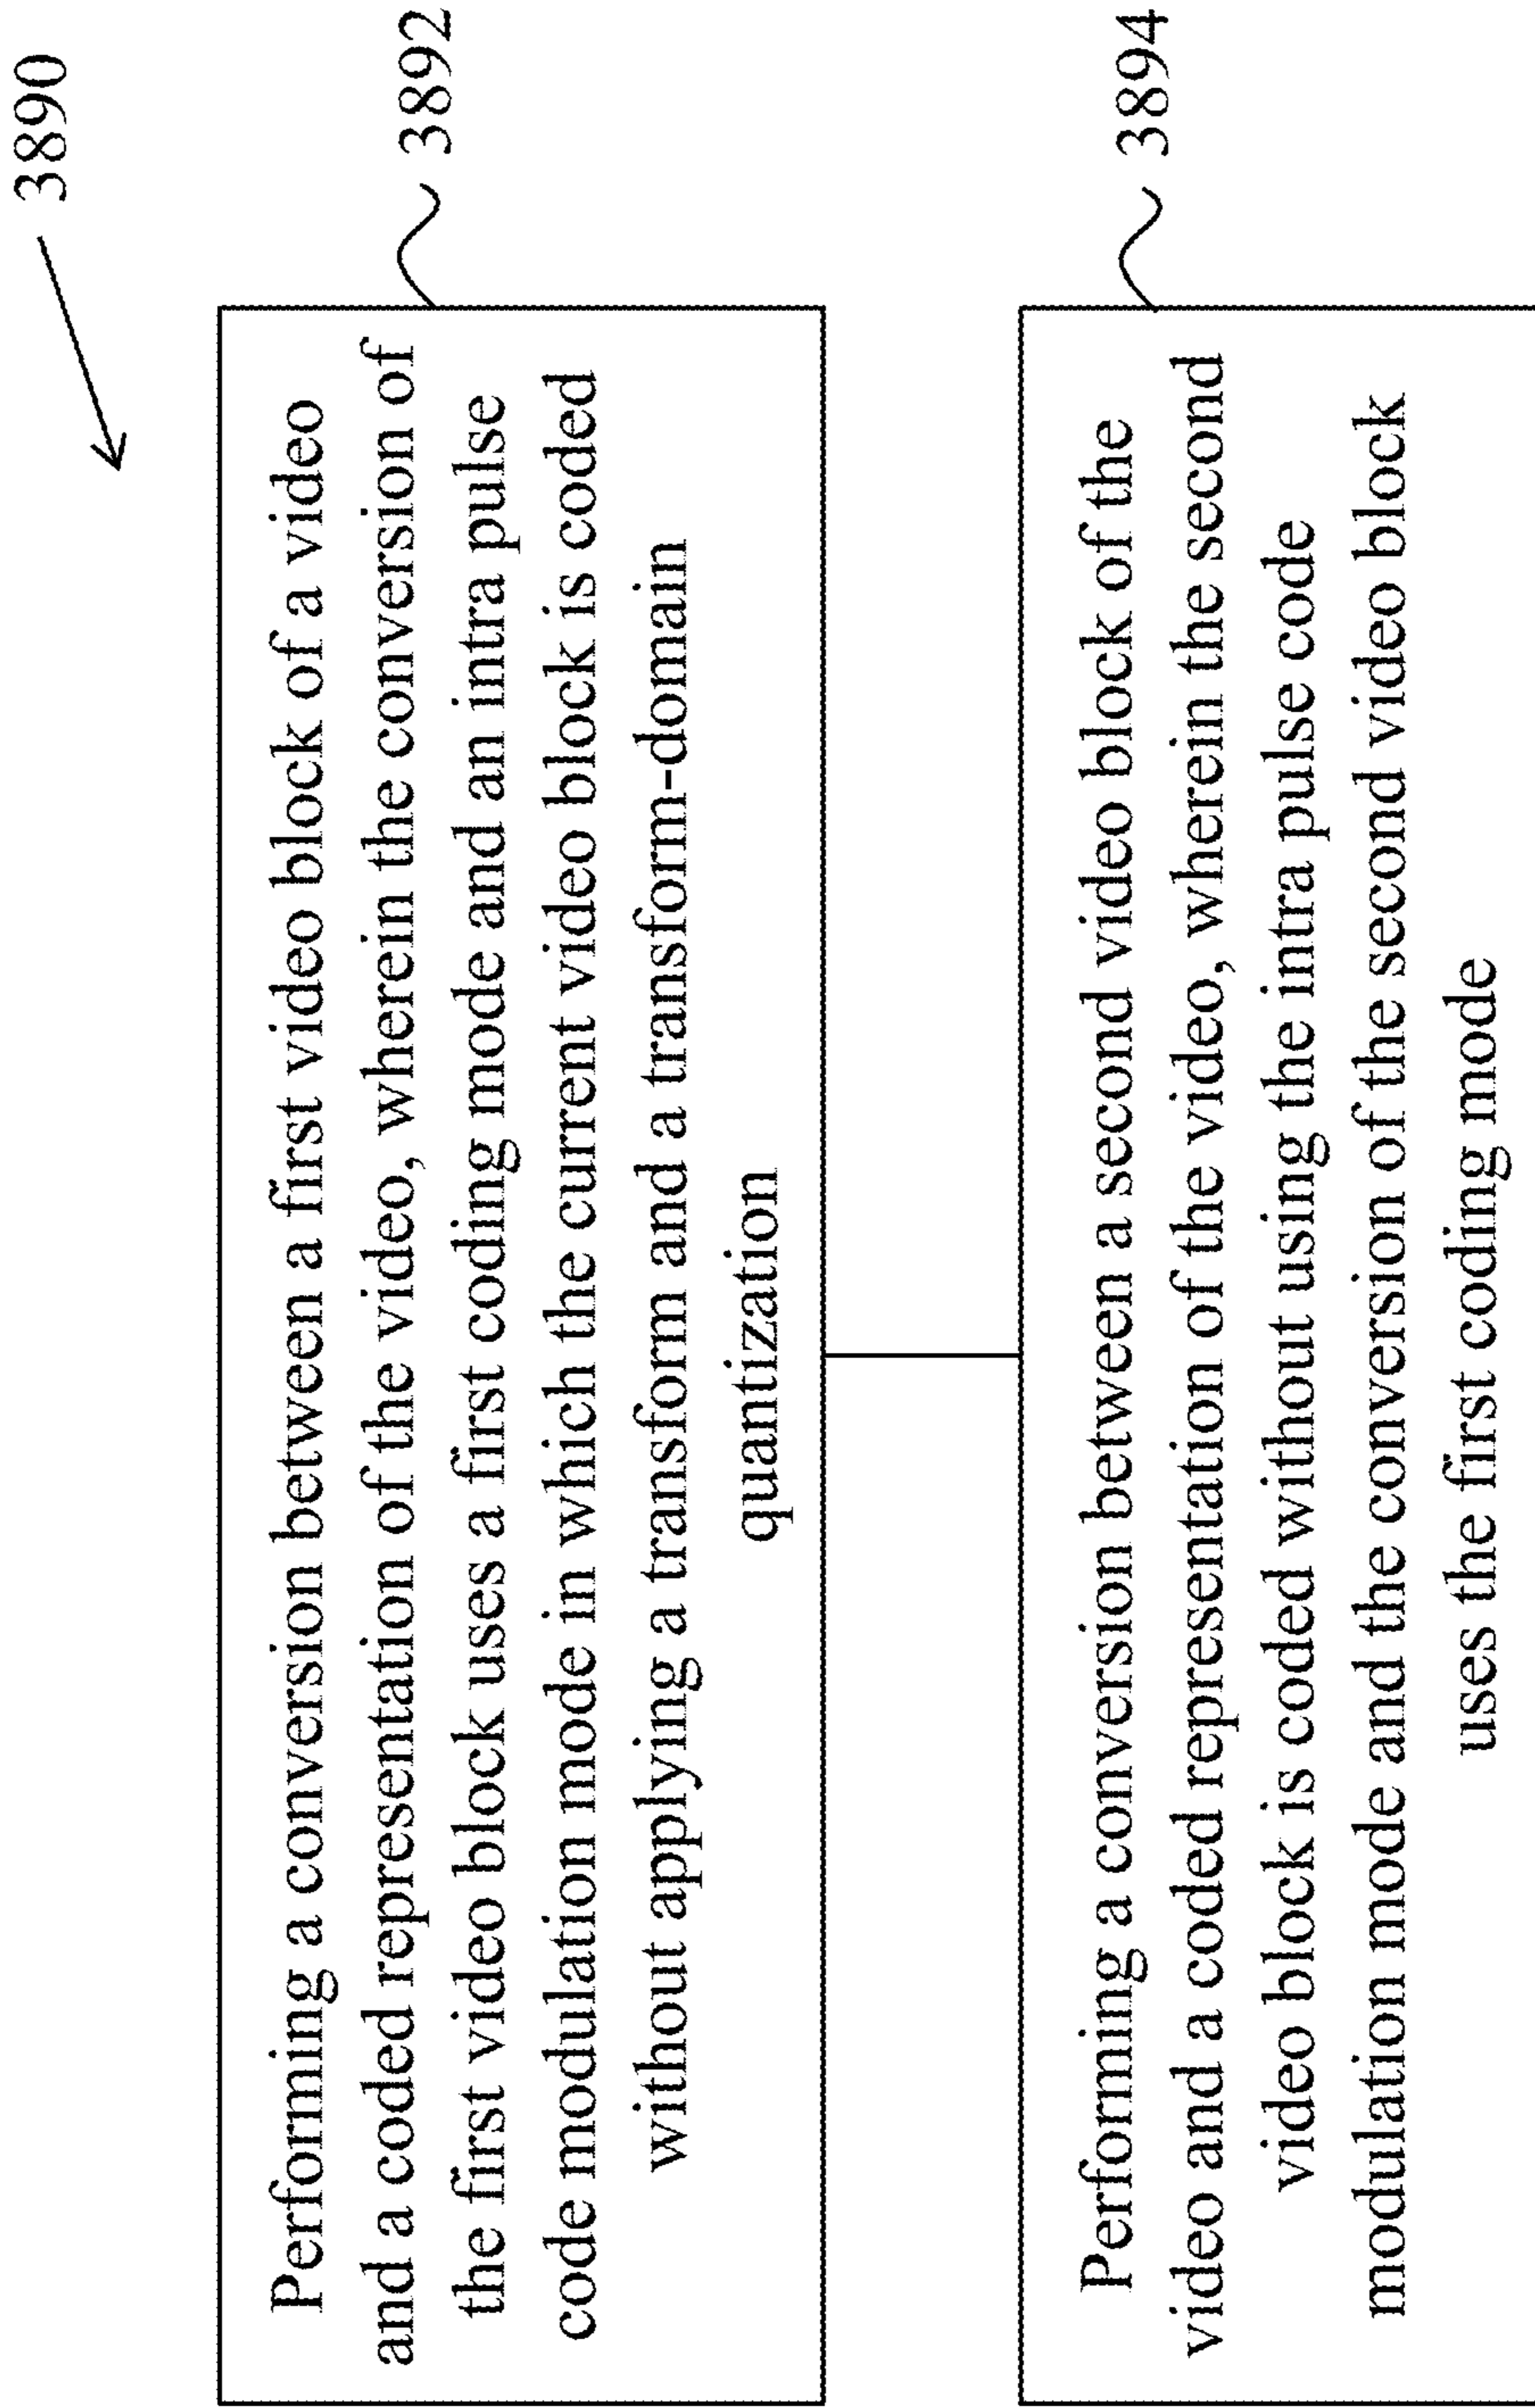 3890
Performing a conversion between a first video block of a video
and a coded representation of the video, wherein the conversion of
the first video block uses a first coding mode and an intra pulse
code modulation mode in which the current video block is coded
without applying a transform and a transform-domain
quantization
3892
Performing a conversion between a second video block of the
video and a coded representation of the video, wherein the second
video block is coded without using the intra pulse code
modulation mode and the conversion of the second video block
uses the first coding mode
3894